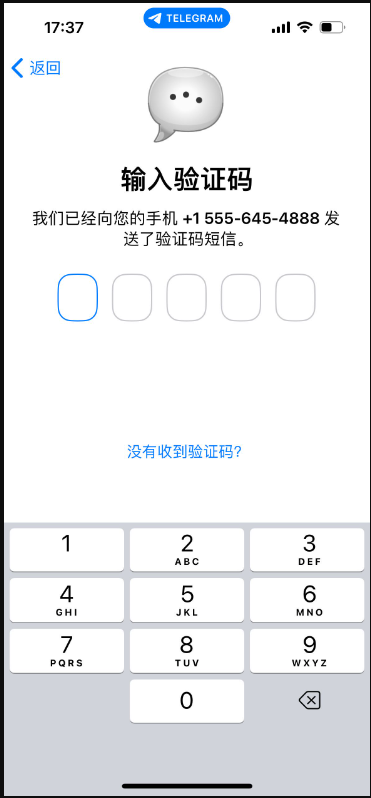 17:37
TELEGRAM
返回
输入验证码
我们已经向您的手机 +1 555-645-4888 发
送了验证码短信。
没有收到验证码?
1
2
ABC
3
DEF
4
GHI
5
JKL
6
MNO
7
PQRS
8
TUV
9
WXYZ
0